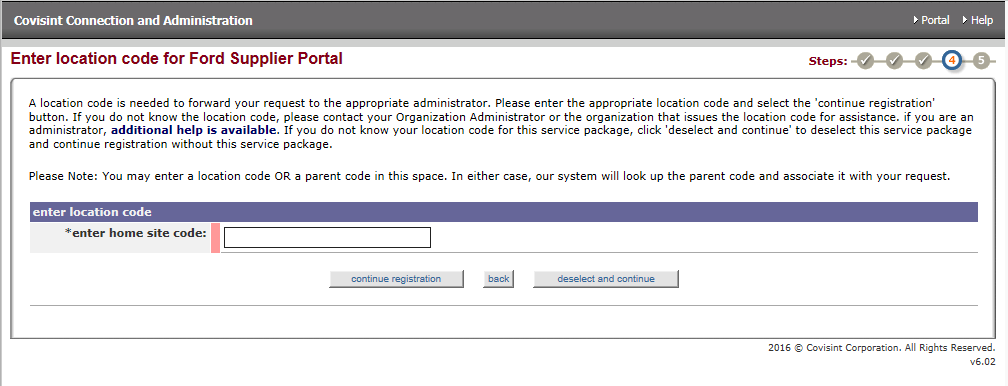 Covisint Connection and Administration
Portal
Help
Enter location code for Ford Supplier Portal
Steps:
4
5
A location code is needed to forward your request to the appropriate administrator. Please enter the appropriate location code and select the 'continue registration'
button. If you do not know the location code, please contact your Organization Administrator or the organization that issues the location code for assistance. if you are an
administrator, additional help is available. If you do not know your location code for this service package, click 'deselect and continue' to deselect this service package
and continue registration without this service package.
Please Note: You may enter a location code OR a parent code in this space. In either case, our system will look up the parent code and associate it with your request.
enter location code
*enter home site code:
continue registration
back
deselect and continue
2016 © Covisint Corporation. All Rights Reserved.
v6.02